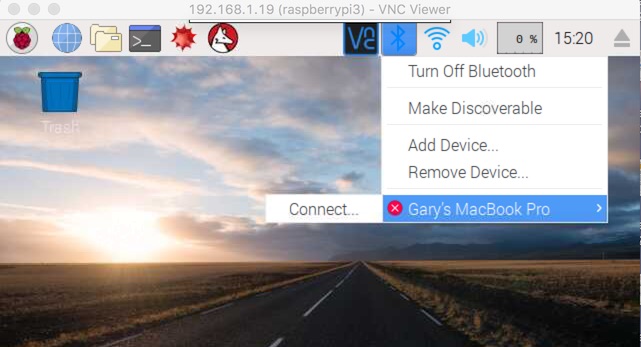 192.168.1.19 (raspberrypi3) - VNC Viewer
V2
0 %
15:20
Turn Off Bluetooth
Trash
Make Discoverable
Add Device...
Remove Device...
Connect...
Gary's MacBook Pro